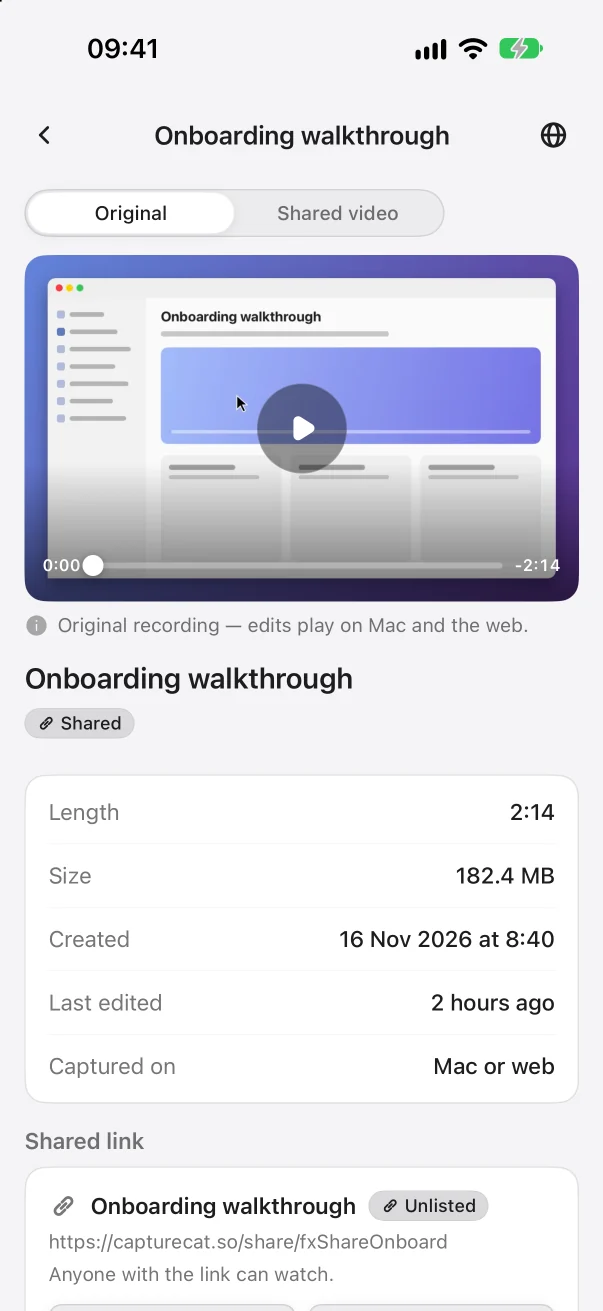 09:41
Onboarding walkthrough
Original Shared video
Onboarding walkthrough
0:00 -2:14
Original recording — edits play on Mac and the web.
Onboarding walkthrough
Shared
Length 2:14
Size 182.4 MB
Created 16 Nov 2026 at 8:40
Last edited 2 hours ago
Captured on Mac or web
Shared link
Onboarding walkthrough Unlisted
https://capturecat.so/share/fxShareOnboard
Anyone with the link can watch.